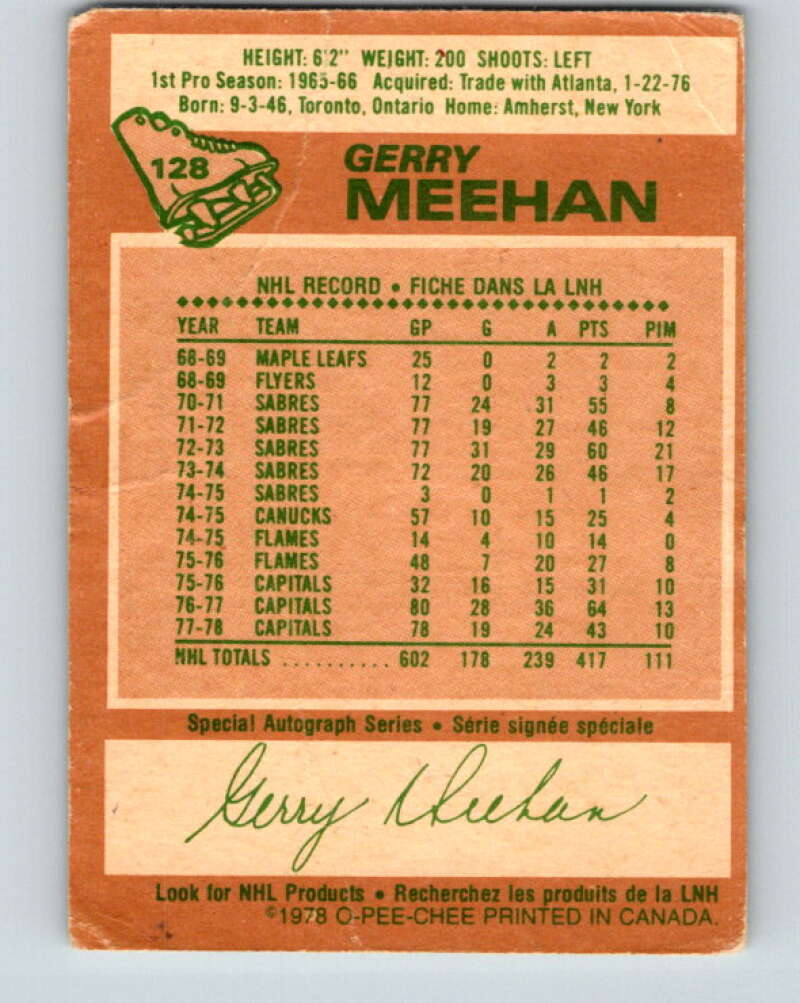 HEIGHT: 6'2" WEIGHT: 200 SHOOTS: LEFT
1st Pro Season: 1965-66 Acquired: Trade with Atlanta, 1-22-76
Born: 9-3-46, Toronto, Ontario Home: Amherst, New York
128
GERRY
MEEHAN
NHL RECORD • FICHE DANS LA LNH
YEAR TEAM GP G A PTS PIM
68-69 MAPLE LEAFS 25 0 2 2 2
68-69 FLYERS 12 0 3 3 4
70-71 SABRES 77 24 31 55 8
71-72 SABRES 77 19 27 46 12
72-73 SABRES 77 31 29 60 21
73-74 SABRES 72 20 26 46 17
74-75 SABRES 3 0 1 1 2
74-75 CANUCKS 57 10 15 25 4
74-75 FLAMES 14 4 10 14 0
75-76 FLAMES 48 7 20 27 8
75-76 CAPITALS 32 16 15 31 10
76-77 CAPITALS 80 28 36 64 13
77-78 CAPITALS 78 19 24 43 10
NHL TOTALS .......... 602 178 239 417 111
Special Autograph Series • Série signée spéciale
Gerry Meehan
Look for NHL Products • Recherchez les produits de la LNH
©1978 O-PEE-CHEE PRINTED IN CANADA.